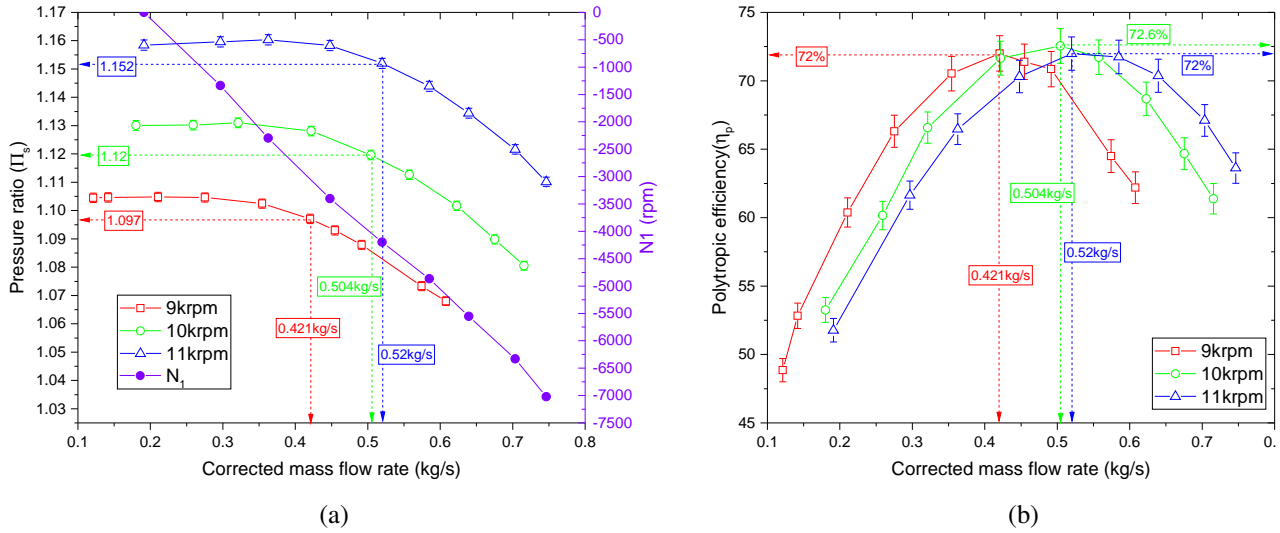 1.17
1.16
1.15
1.14
1.13
1.12
1.11
1.10
1.09
1.08
1.07
1.06
1.05
1.04
1.03
Pressure ratio (Π_s)
1.152
1.12
1.097
0.504kg/s
0.421kg/s
0.52kg/s
9krpm
10krpm
11krpm
N_1
0.1 0.2 0.3 0.4 0.5 0.6 0.7 0.8
Corrected mass flow rate (kg/s)
0
-500
-1000
-1500
-2000
-2500
-3000
-3500
-4000
-4500
-5000
-5500
-6000
-6500
-7000
-7500
N1 (rpm)
(a)
75
70
65
60
55
50
45
Polytropic efficiency(η_p)
72%
72.6%
72%
0.504kg/s
0.52kg/s
0.421kg/s
9krpm
10krpm
11krpm
0.1 0.2 0.3 0.4 0.5 0.6 0.7 0.
Corrected mass flow rate (kg/s)
(b)